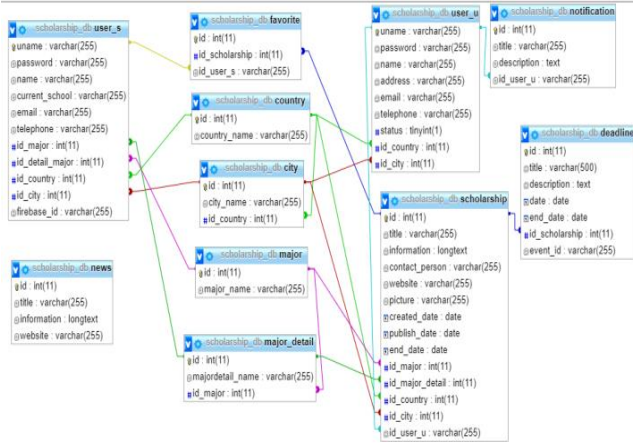 scholarship_db user_s
uname : varchar(255)
password : varchar(255)
name : varchar(255)
current_school : varchar(255)
email : varchar(255)
telephone : varchar(255)
id_major : int(11)
id_detail_major : int(11)
id_country : int(11)
id_city : int(11)
firebase_id : varchar(255)
scholarship_db news
id : int(11)
title : varchar(255)
information : longtext
website : varchar(255)
scholarship_db favorite
id : int(11)
id_scholarship : int(11)
id_user_s : varchar(255)
scholarship_db country
id : int(11)
country_name : varchar(255)
scholarship_db city
id : int(11)
city_name : varchar(255)
id_country : int(11)
scholarship_db major
id : int(11)
major_name : varchar(255)
scholarship_db major_detail
id : int(11)
majordetail_name : varchar(255)
id_major : int(11)
scholarship_db user_u
uname : varchar(255)
password : varchar(255)
name : varchar(255)
address : varchar(255)
email : varchar(255)
telephone : varchar(255)
status : tinyint(1)
id_country : int(11)
id_city : int(11)
scholarship_db scholarship
id : int(11)
title : varchar(255)
information : longtext
contact_person : varchar(255)
website : varchar(255)
picture : varchar(255)
created_date : date
publish_date : date
end_date : date
id_major : int(11)
id_major_detail : int(11)
id_country : int(11)
id_city : int(11)
id_user_u : varchar(255)
scholarship_db notification
id : int(11)
title : varchar(255)
description : text
id_user_u : varchar(255)
scholarship_db deadline
id : int(11)
title : varchar(500)
description : text
date : date
end_date : date
id_scholarship : int(11)
event_id : varchar(255)